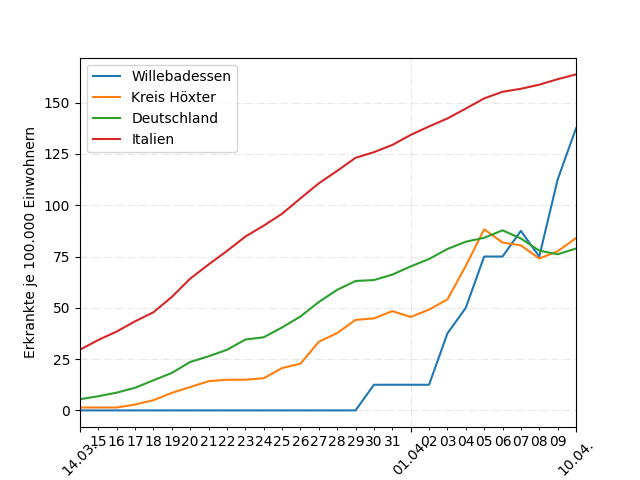 Willebadessen
Kreis Höxter
Deutschland
Italien
Erkrankte je 100.000 Einwohnern
150
125
100
75
50
25
0
15 16 17 18 19 20 21 22 23 24 25 26 27 28 29 30 31 02 03 04 05 06 07 08 09
14.03. 01.04. 10.04.